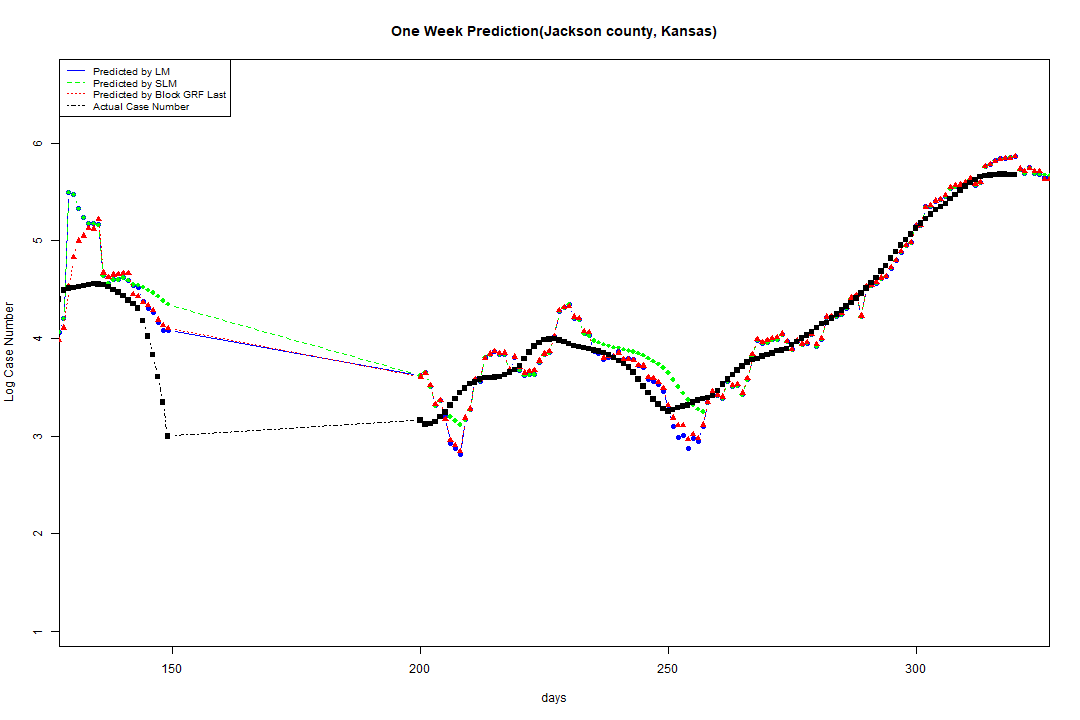 One Week Prediction(Jackson county, Kansas)
Predicted by LM
Predicted by SLM
Predicted by Block GRF Last
Actual Case Number
6
5
4
3
2
1
Log Case Number
150 200 250 300
days